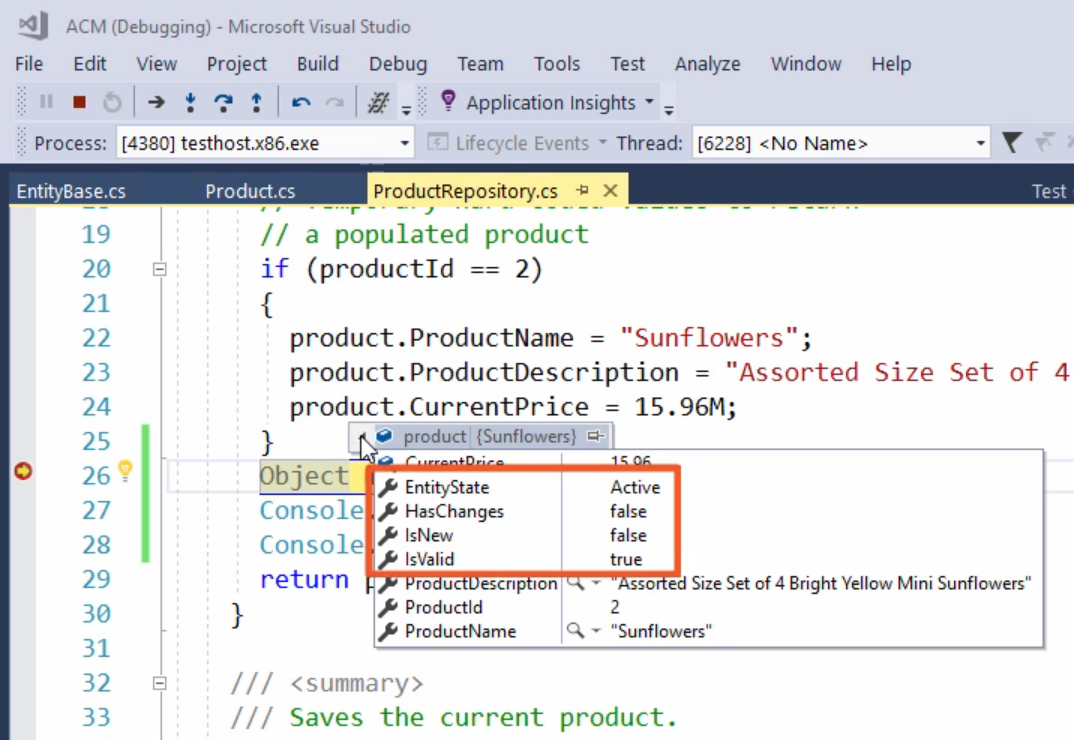 ACM (Debugging) - Microsoft Visual Studio
File Edit View Project Build Debug Team Tools Test Analyze Window Help
Application Insights
Process: [4380] testhost.x86.exe Lifecycle Events Thread: [6228] <No Name>
EntityBase.cs Product.cs ProductRepository.cs Test
19 // a populated product
20 if (productId == 2)
21 {
22 product.ProductName = "Sunflowers";
23 product.ProductDescription = "Assorted Size Set of 4
24 product.CurrentPrice = 15.96M;
25 } product {Sunflowers}
CurrentPrice 15.96
26 Object
EntityState Active
HasChanges false
27 Console
IsNew false
28 Console
IsValid true
29 return
ProductDescription "Assorted Size Set of 4 Bright Yellow Mini Sunflowers"
ProductId 2
30 }
ProductName "Sunflowers"
31
32 /// <summary>
33 /// Saves the current product.